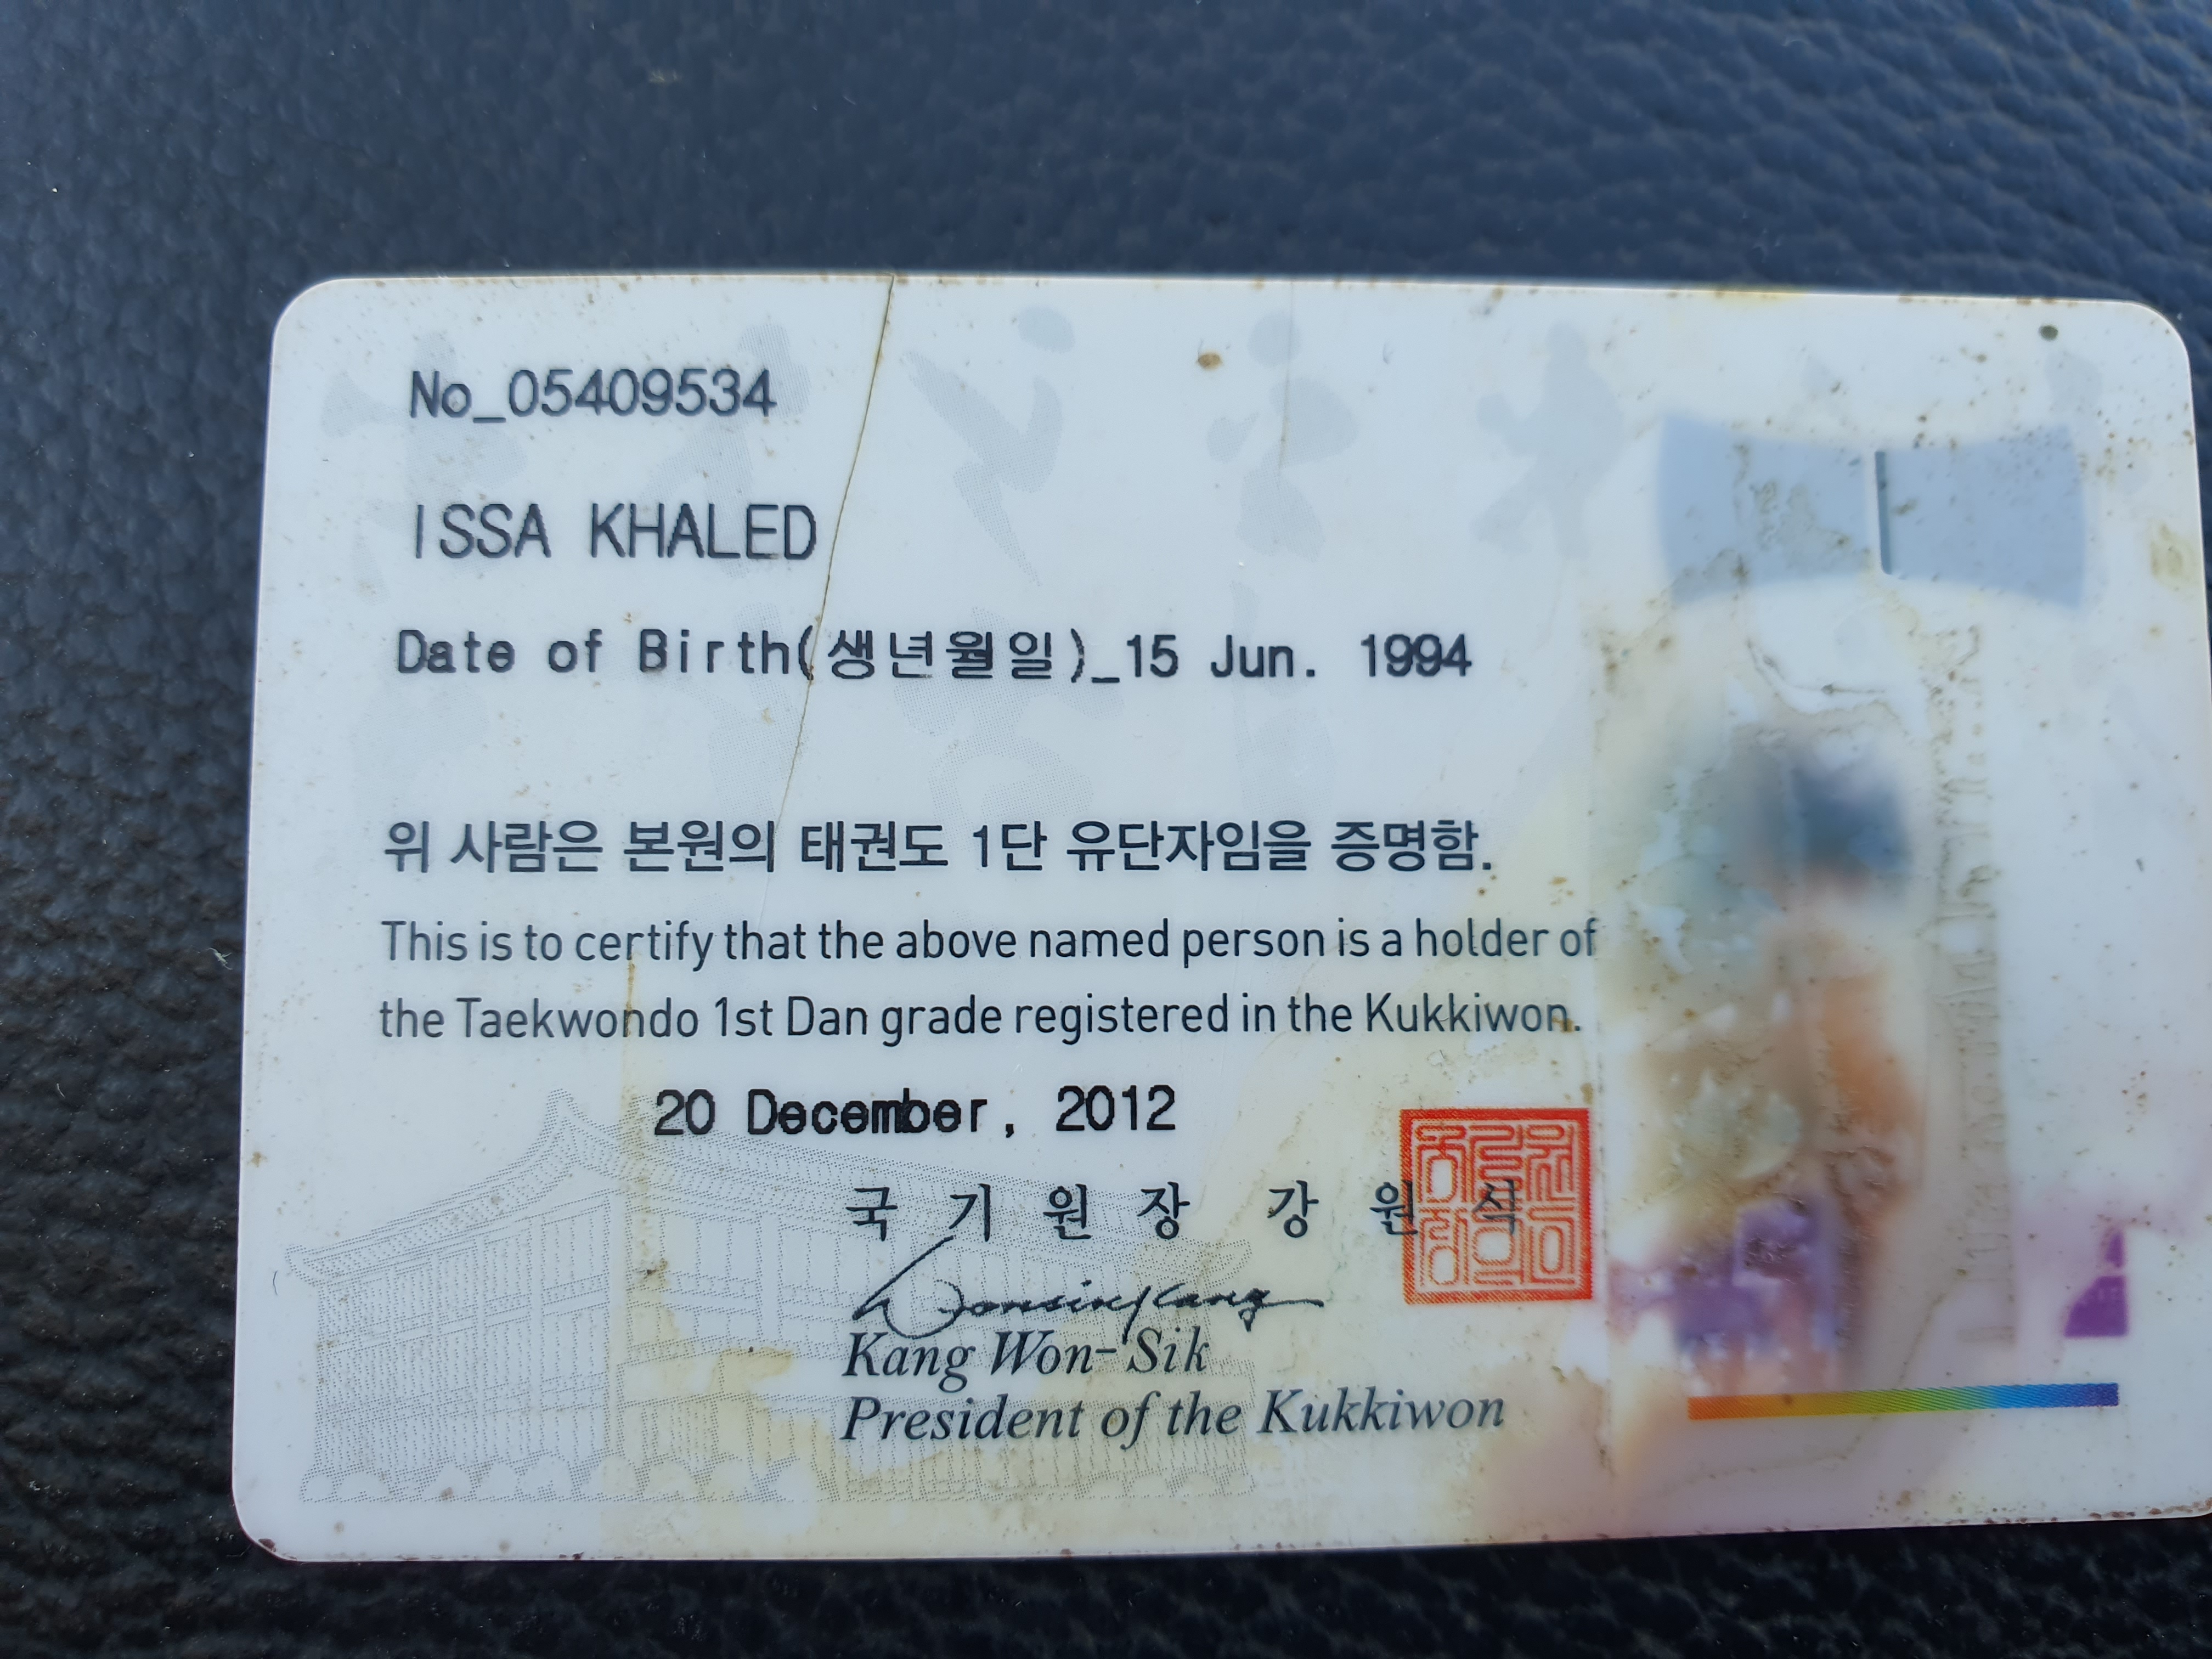 No_05409534
ISSA KHALED
Date of Birth(생년월일)_15 Jun. 1994
위 사람은 본원의 태권도 1단 유단자임을 증명함.
This is to certify that the above named person is a holder of
the Taekwondo 1st Dan grade registered in the Kukkiwon.
20 December, 2012
국 기 원 장 강 원 식
Kang Won-Sik
President of the Kukkiwon